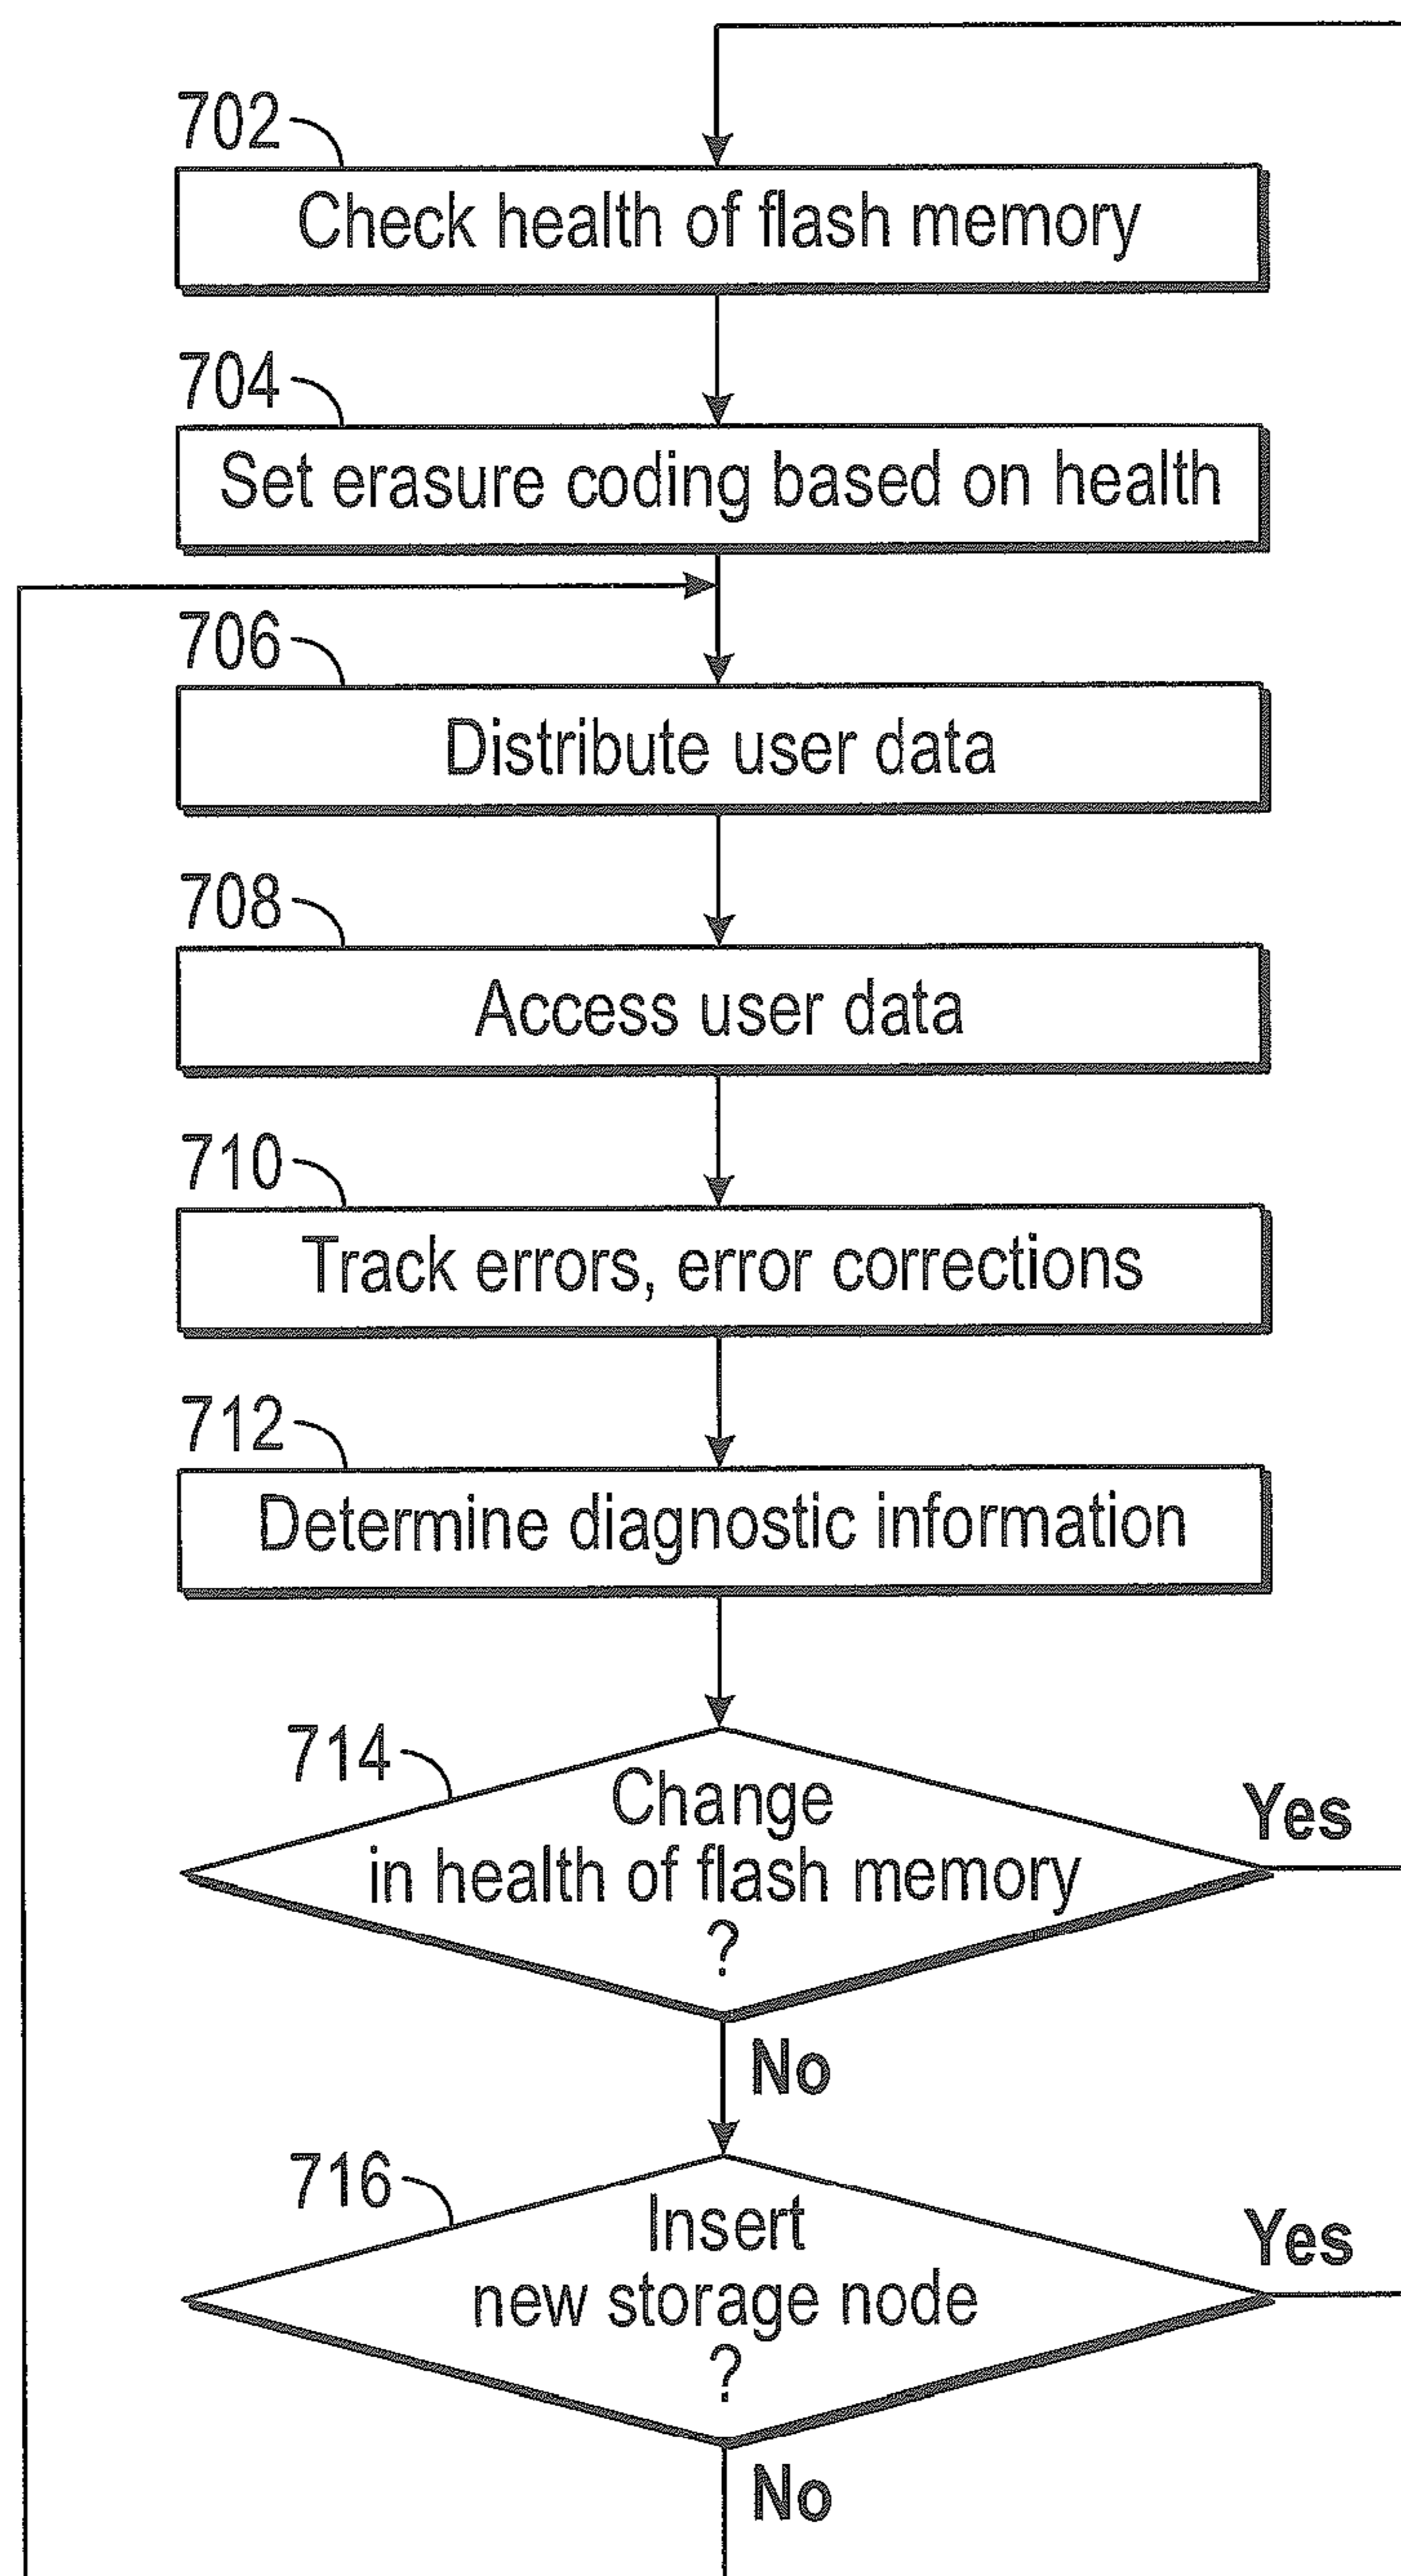 702
Check health of flash memory
704
Set erasure coding based on health
706
Distribute user data
708
Access user data
710
Track errors, error corrections
712
Determine diagnostic information
714
Change
in health of flash memory
?
Yes
No
716
Insert
new storage node
?
Yes
No